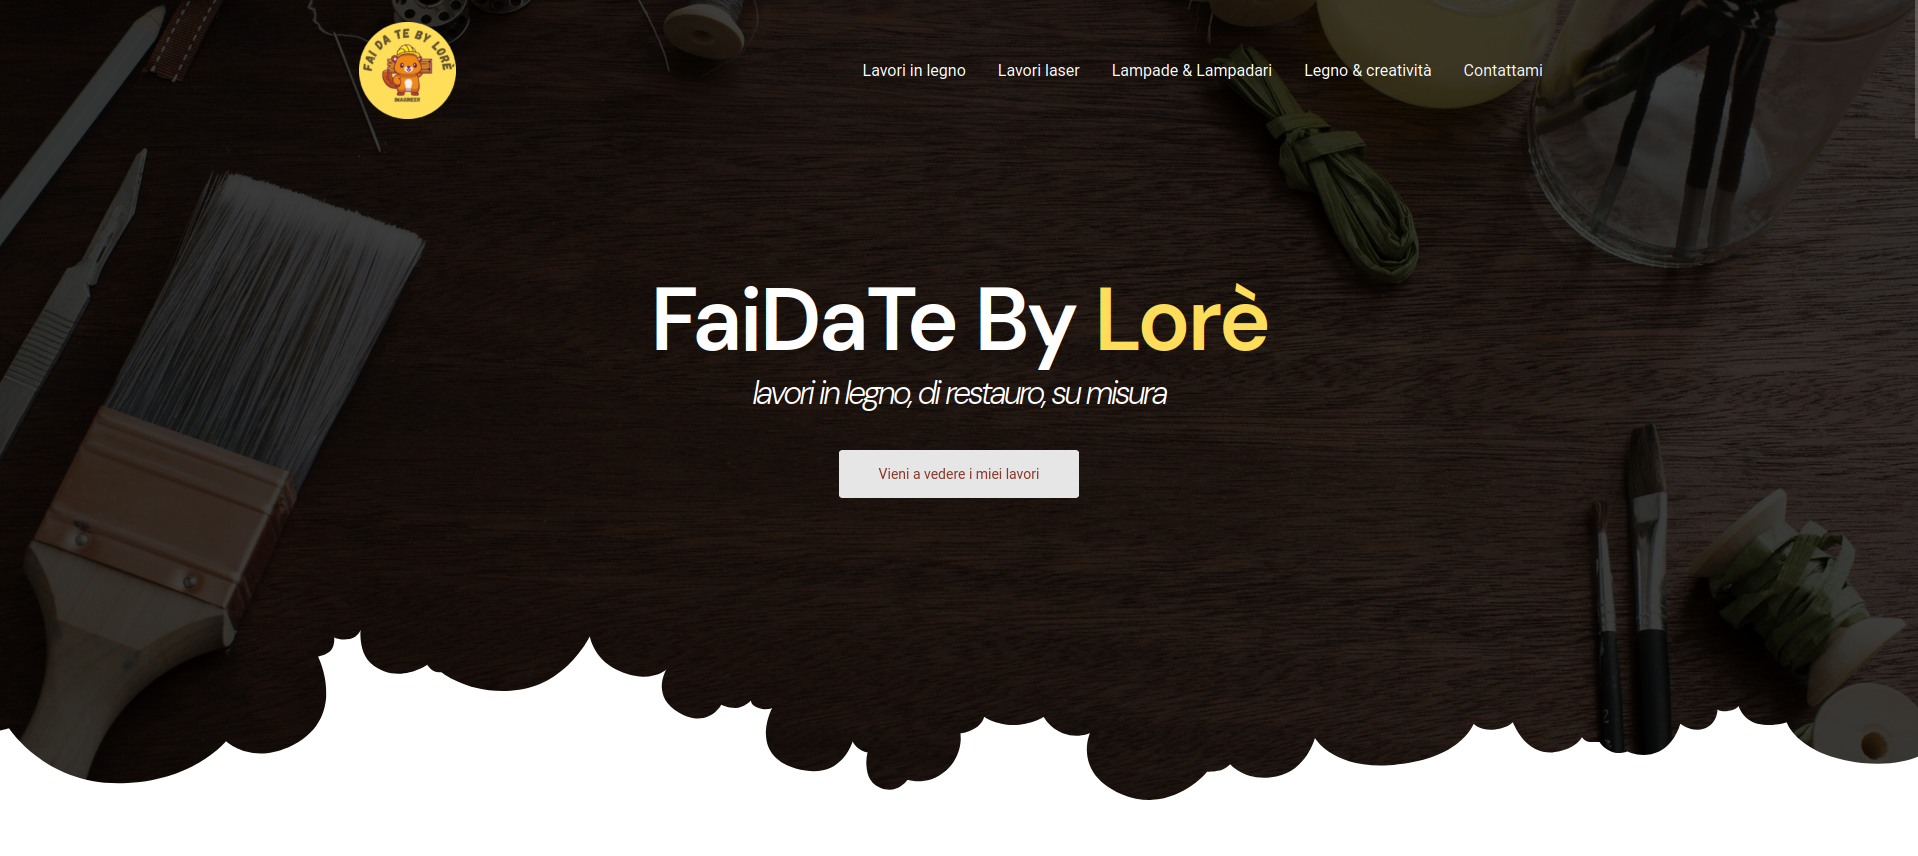 FAI DA TE BY LORÈ
Lavori in legno
Lavori laser
Lampade & Lampadari
Legno & creatività
Contattami
FaiDaTe By Lorè
lavori in legno, di restauro, su misura
Vieni a vedere i miei lavori
2